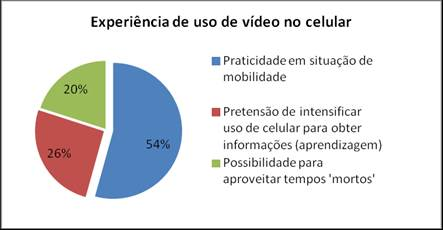 Experiência de uso de vídeo no celular
20%
54%
26%
Praticidade em situação de
mobilidade
Pretensão de intensificar
uso de celular para obter
informações (aprendizagem)
Possibilidade para
aproveitar tempos 'mortos'